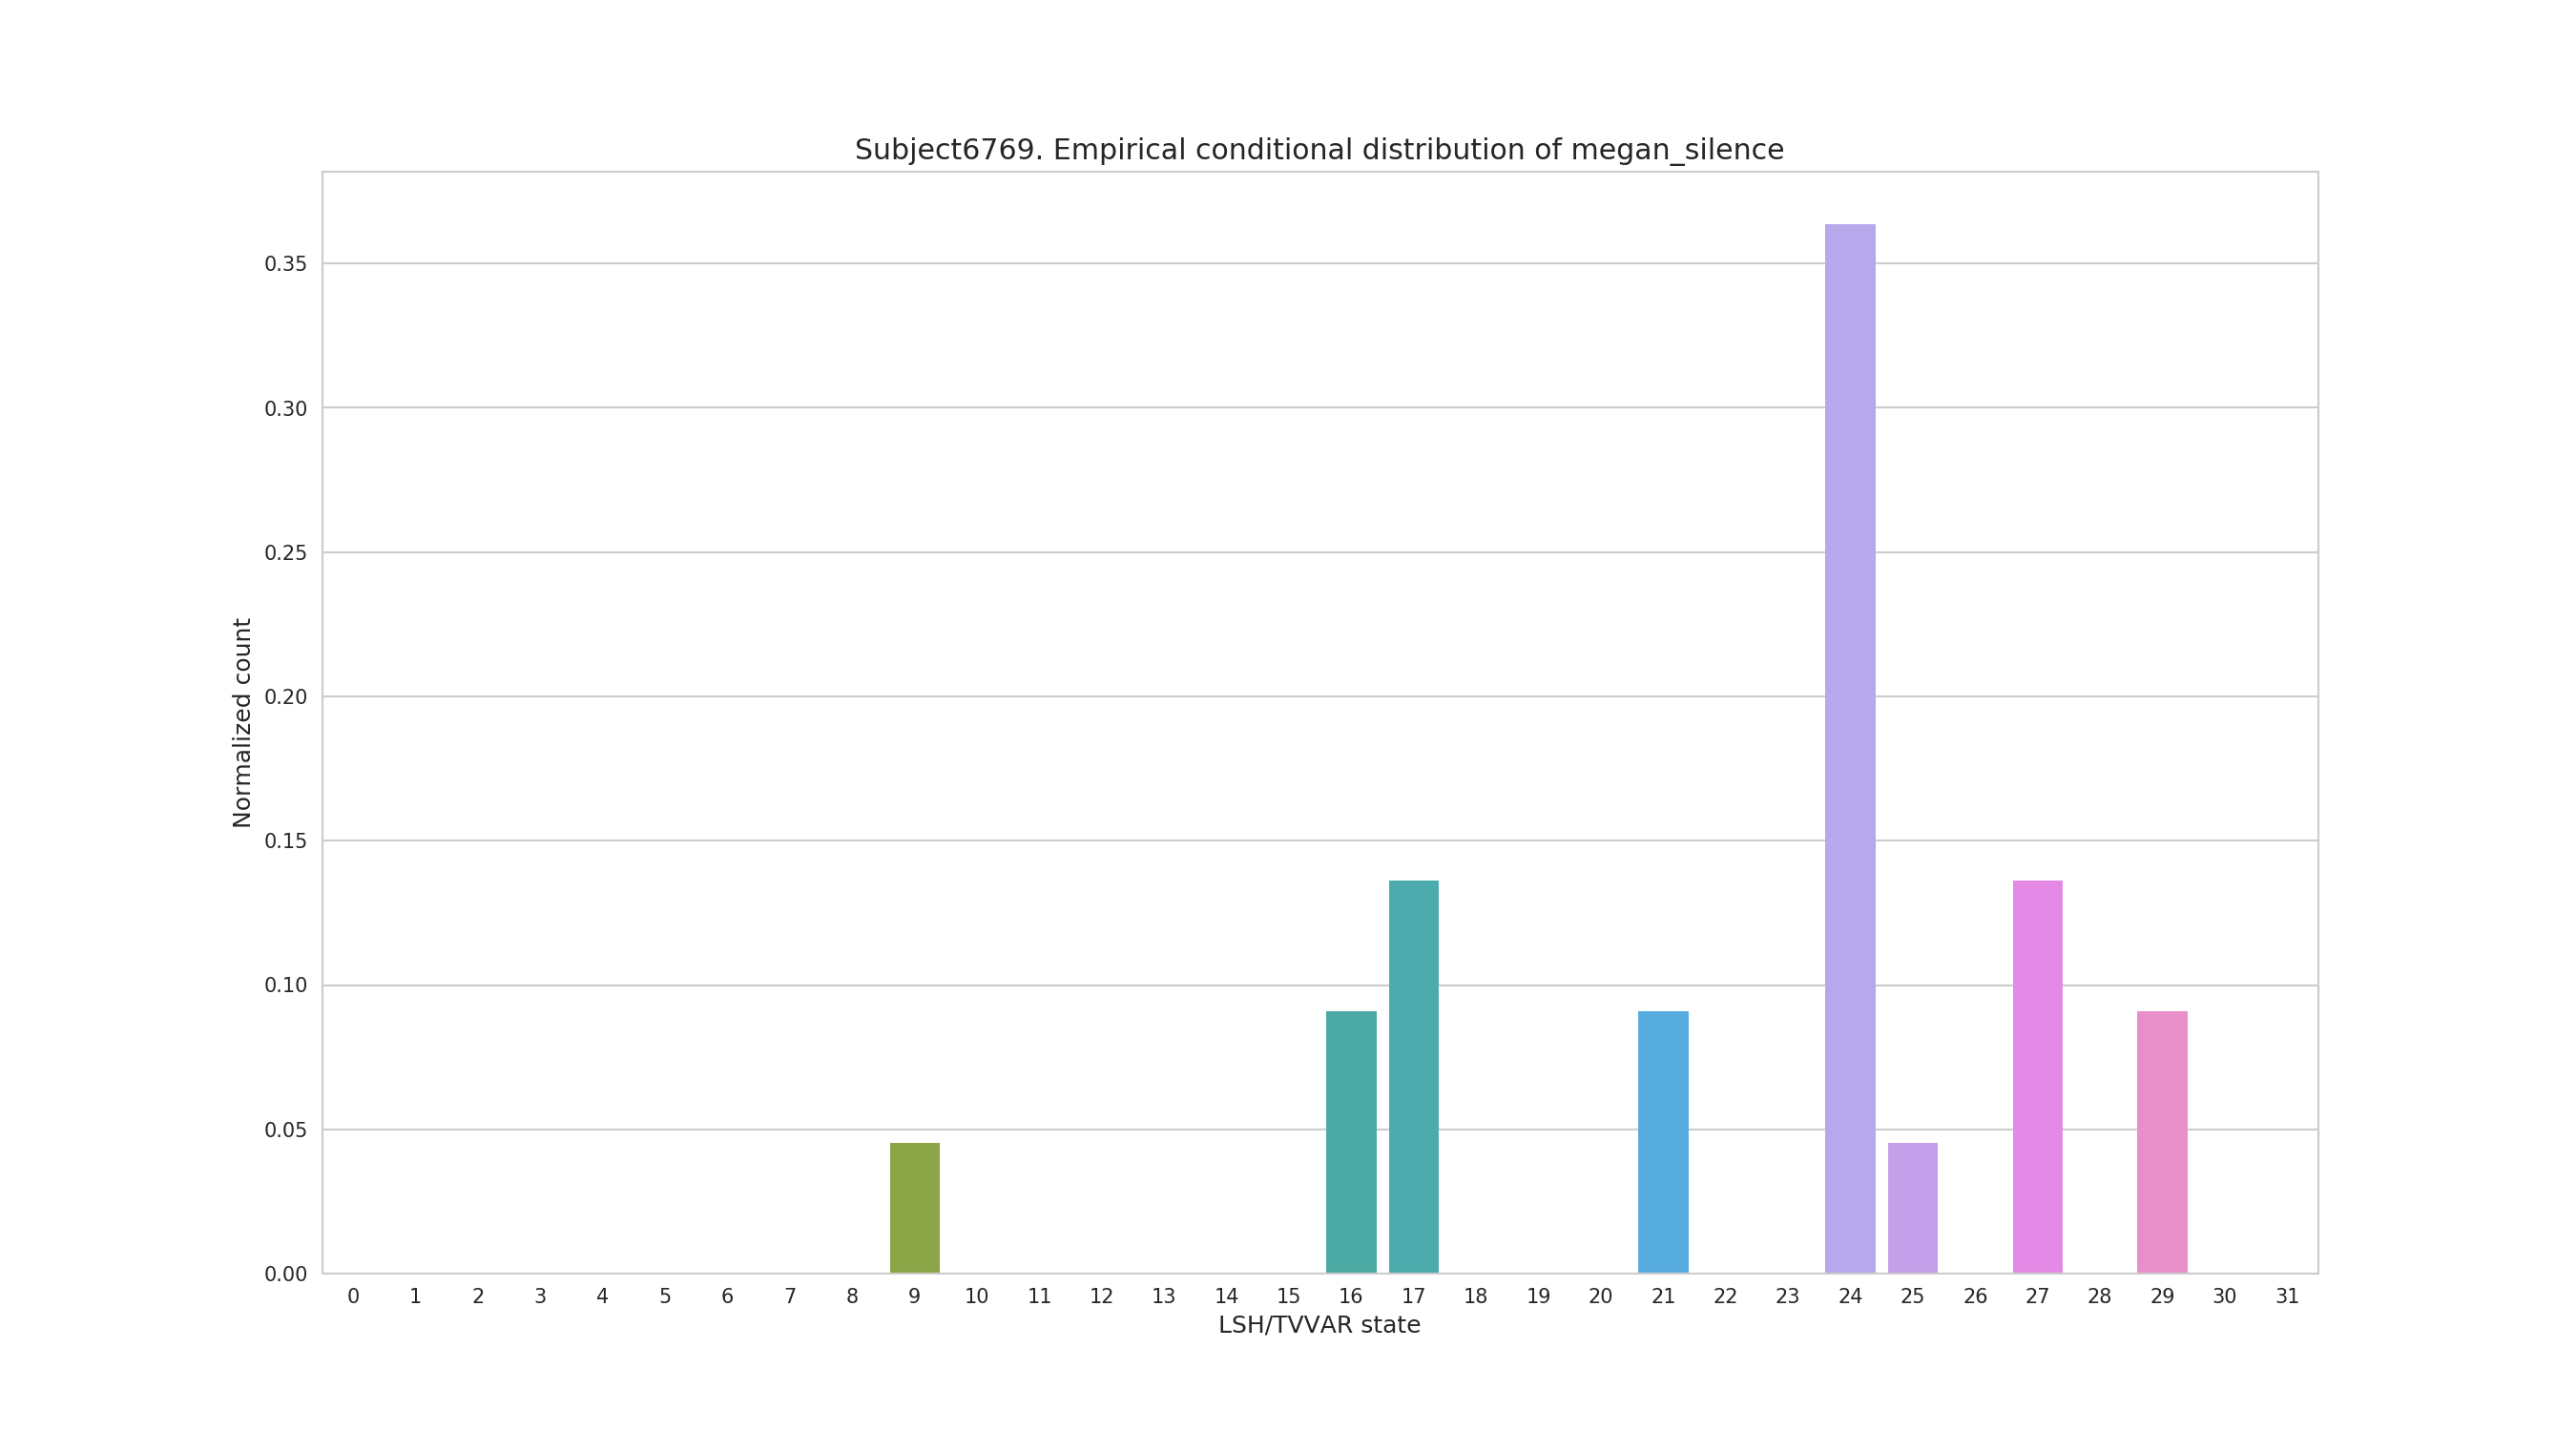 Subject6769. Empirical conditional distribution of megan_silence
Normalized count
0.35
0.30
0.25
0.20
0.15
0.10
0.05
0.00
0 1 2 3 4 5 6 7 8 9 10 11 12 13 14 15 16 17 18 19 20 21 22 23 24 25 26 27 28 29 30 31
LSH/TVVAR state